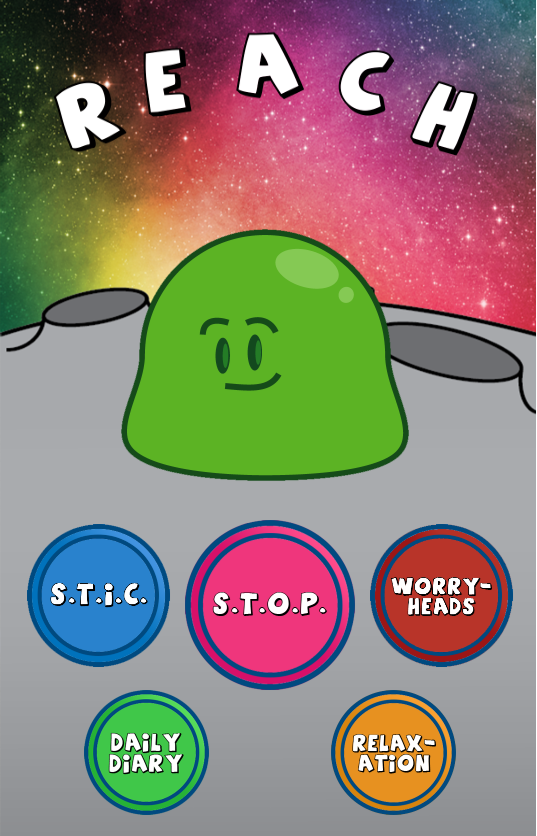 REACH
S.T.i.C.
S.T.O.P.
WORRY-
HEADS
DAiLY
DiARY
RELAX-
ATiON